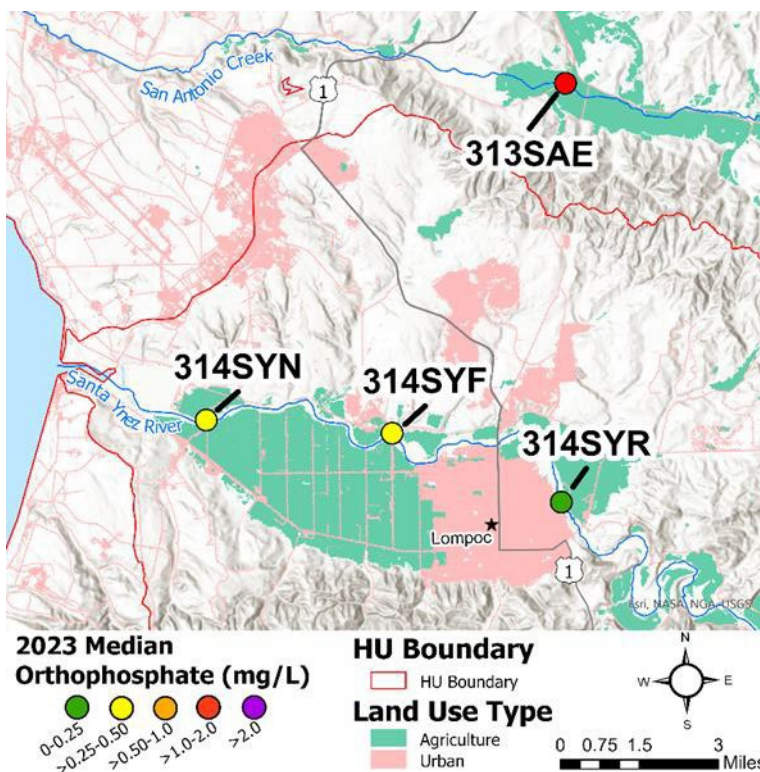 San Antonio Creek
1
313SAE
314SYN
314SYF
Santa Ynez River
314SYR
Lompoc
1
Esri, NASA, NGA, USGS
2023 Median
Orthophosphate (mg/L)
0-0.25
>0.25-0.50
>0.50-1.0
>1.0-2.0
>2.0
HU Boundary
HU Boundary
Land Use Type
Agriculture
Urban
N
W
E
S
0 0.75 1.5 3
Miles